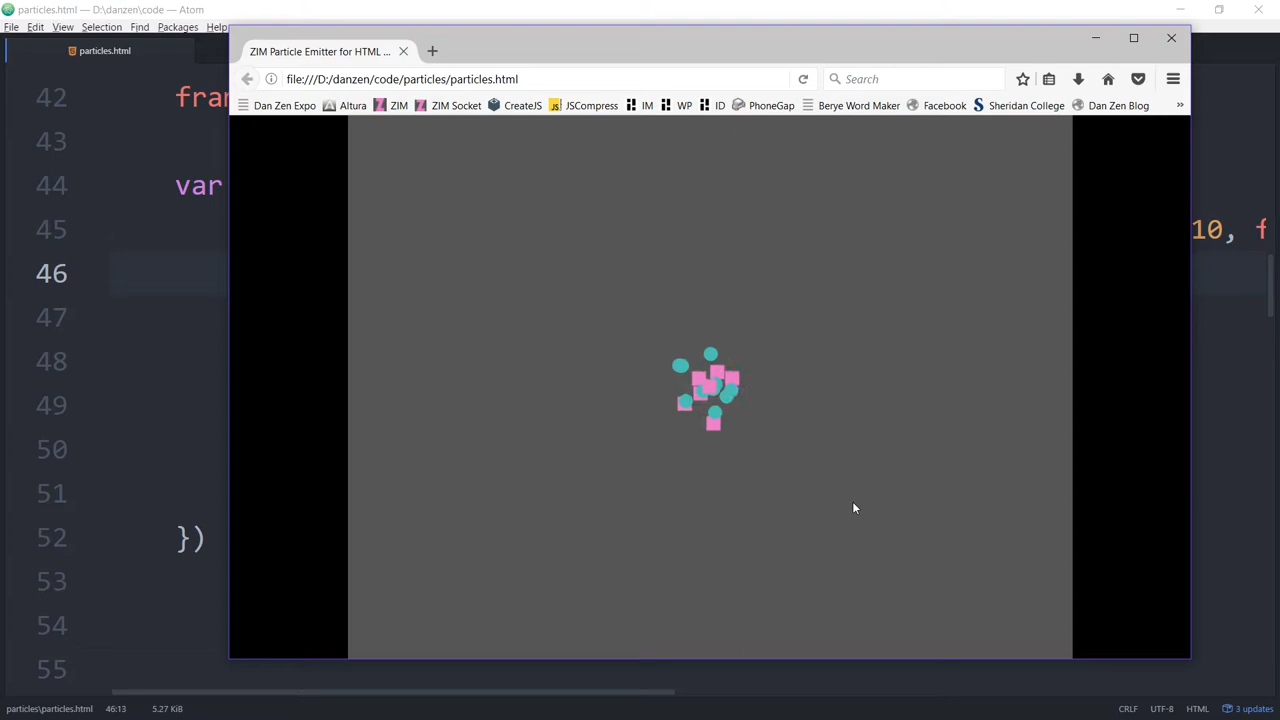 particles.html — D:\danzen\code — Atom
File Edit View Selection Find Packages Help
particles.html
ZIM Particle Emitter for HTML ...
file:///D:/danzen/code/particles/particles.html
Search
Dan Zen Expo Altura ZIM ZIM Socket CreateJS JSCompress IM WP ID PhoneGap Berye Word Maker Facebook Sheridan College Dan Zen Blog »
42 fran
43
44 var
45 10, f
46
47
48
49
50
51
52 })
53
54
55
particles\particles.html 46:13 5.27 KiB CRLF UTF-8 HTML 3 updates